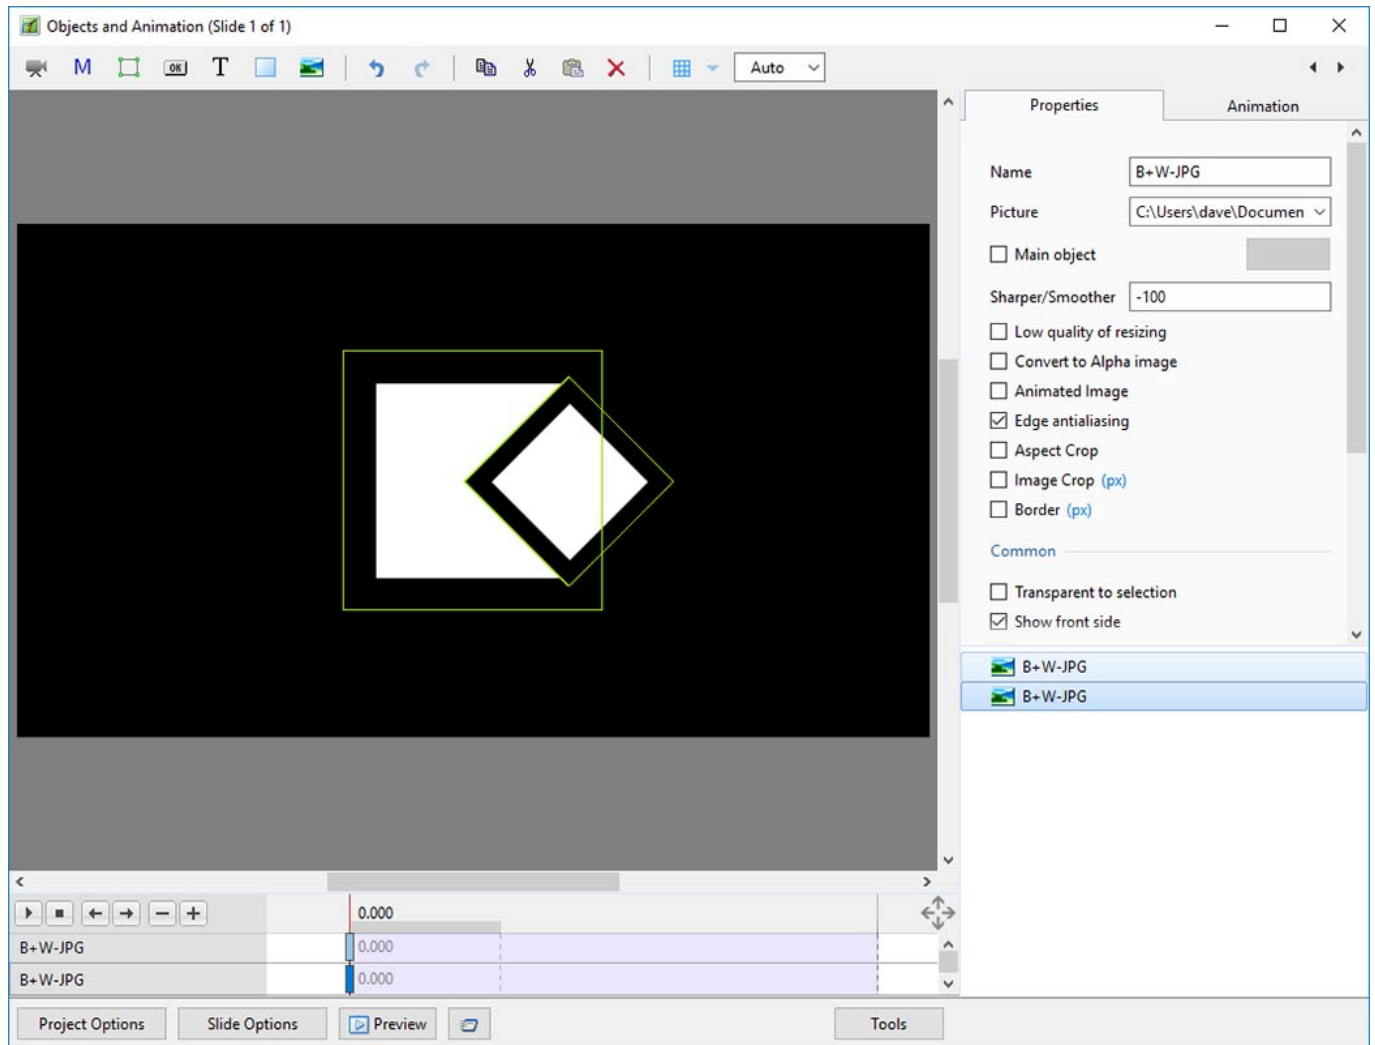 Objects and Animation (Slide 1 of 1)
M OK T Auto
Properties Animation
Name B+W-JPG
Picture C:\Users\dave\Documen
Main object
Sharper/Smoother -100
Low quality of resizing
Convert to Alpha image
Animated Image
Edge antialiasing
Aspect Crop
Image Crop (px)
Border (px)
Common
Transparent to selection
Show front side
B+W-JPG
B+W-JPG
0.000
B+W-JPG 0.000
B+W-JPG 0.000
Project Options Slide Options Preview Tools